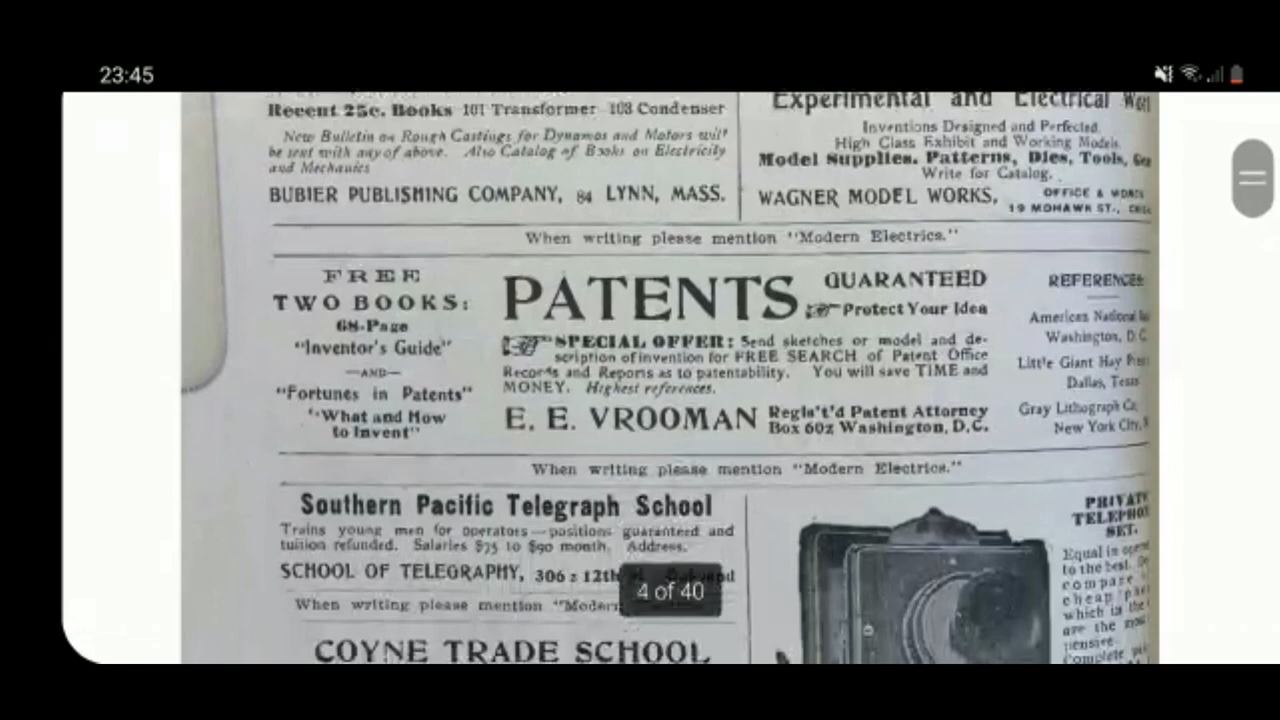 23:45
Recent 25c. Books 101 Transformer 103 Condenser
New Bulletin on Rough Castings for Dynamos and Motors will
be sent with any of above. Also Catalog of Books on Electricity
and Mechanics
BUBIER PUBLISHING COMPANY, 84 LYNN, MASS.
Experimental and Electrical
Inventions Designed and Perfected.
High Class Exhibit and Working Models.
Model Supplies. Patterns, Dies, Tools,
Write for Catalog.
WAGNER MODEL WORKS,
OFFICE & WORKS
19 MOHAWK ST.,
When writing please mention "Modern Electrics."
FREE
TWO BOOKS:
68-Page
"Inventor's Guide"
—AND—
"Fortunes in Patents"
"What and How
to Invent"
PATENTS
GUARANTEED
Protect Your Idea
SPECIAL OFFER: Send sketches or model and de-
scription of invention for FREE SEARCH of Patent Office
Records and Reports as to patentability. You will save TIME and
MONEY. Highest references.
E. E. VROOMAN
Regis't'd Patent Attorney
Box 602 Washington, D.C.
REFERENCES:
American National
Washington, D.C.
Little Giant Hay Press
Dallas, Texas
Gray Lithograph Co.
New York City,
When writing please mention "Modern Electrics."
Southern Pacific Telegraph School
Trains young men for operators—positions guaranteed and
tuition refunded. Salaries $75 to $90 month. Address.
SCHOOL OF TELEGRAPHY, 306 12th
When writing please mention "Modern
4 of 40
COYNE TRADE SCHOOL
PRIVATE
TELEPHONE
SET.
Equal in
to the best.
compare
cheap
which in the
are the most
pensive
Complete